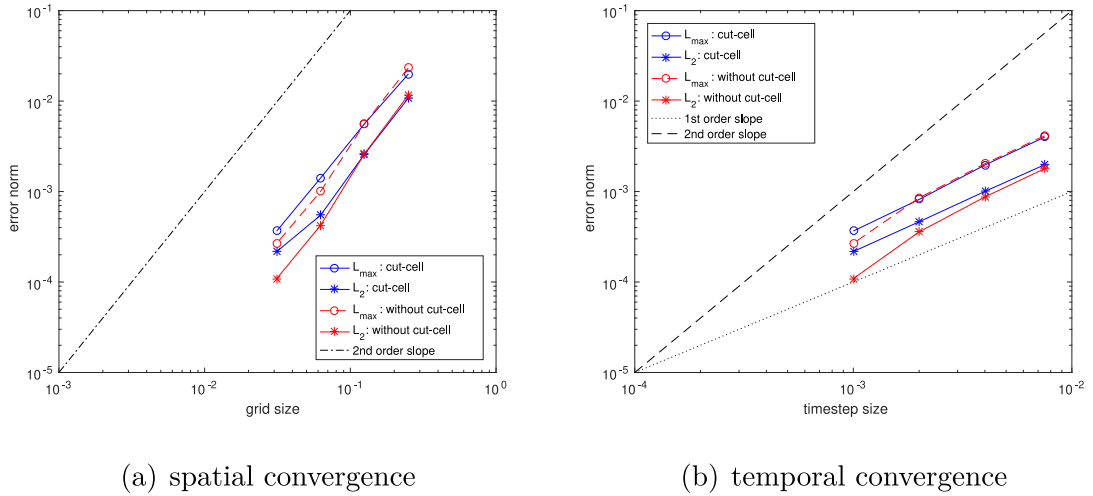 10^-1
10^-2
10^-3
10^-4
10^-5
error norm
10^-3
10^-2
10^-1
10^0
grid size
L_max: cut-cell
L_2: cut-cell
L_max: without cut-cell
L_2: without cut-cell
2nd order slope
(a) spatial convergence
10^-1
10^-2
10^-3
10^-4
10^-5
error norm
10^-4
10^-3
10^-2
timestep size
L_max: cut-cell
L_2: cut-cell
L_max: without cut-cell
L_2: without cut-cell
1st order slope
2nd order slope
(b) temporal convergence